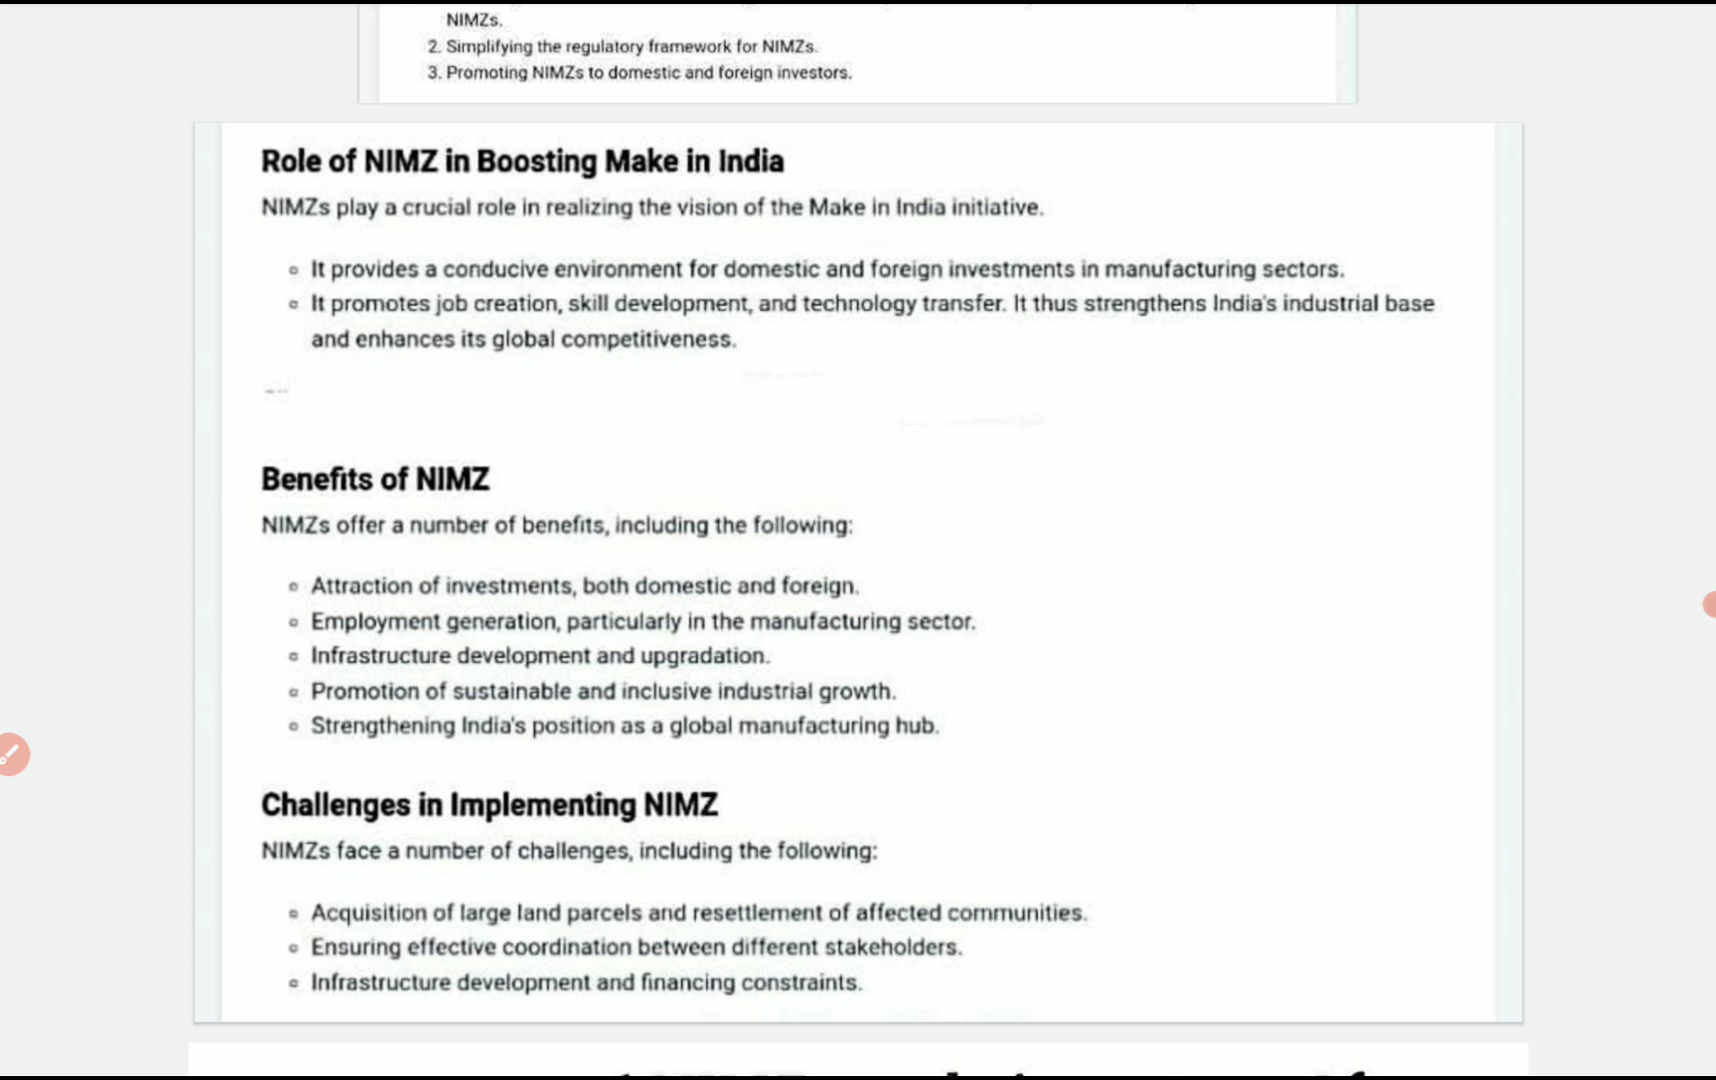 NIMZs.
2. Simplifying the regulatory framework for NIMZs.
3. Promoting NIMZs to domestic and foreign investors.
Role of NIMZ in Boosting Make in India
NIMZs play a crucial role in realizing the vision of the Make in India initiative.
It provides a conducive environment for domestic and foreign investments in manufacturing sectors.
It promotes job creation, skill development, and technology transfer. It thus strengthens India's industrial base
and enhances its global competitiveness.
Benefits of NIMZ
NIMZs offer a number of benefits, including the following:
Attraction of investments, both domestic and foreign.
Employment generation, particularly in the manufacturing sector.
Infrastructure development and upgradation.
Promotion of sustainable and inclusive industrial growth.
Strengthening India's position as a global manufacturing hub.
Challenges in Implementing NIMZ
NIMZs face a number of challenges, including the following:
Acquisition of large land parcels and resettlement of affected communities.
Ensuring effective coordination between different stakeholders.
Infrastructure development and financing constraints.